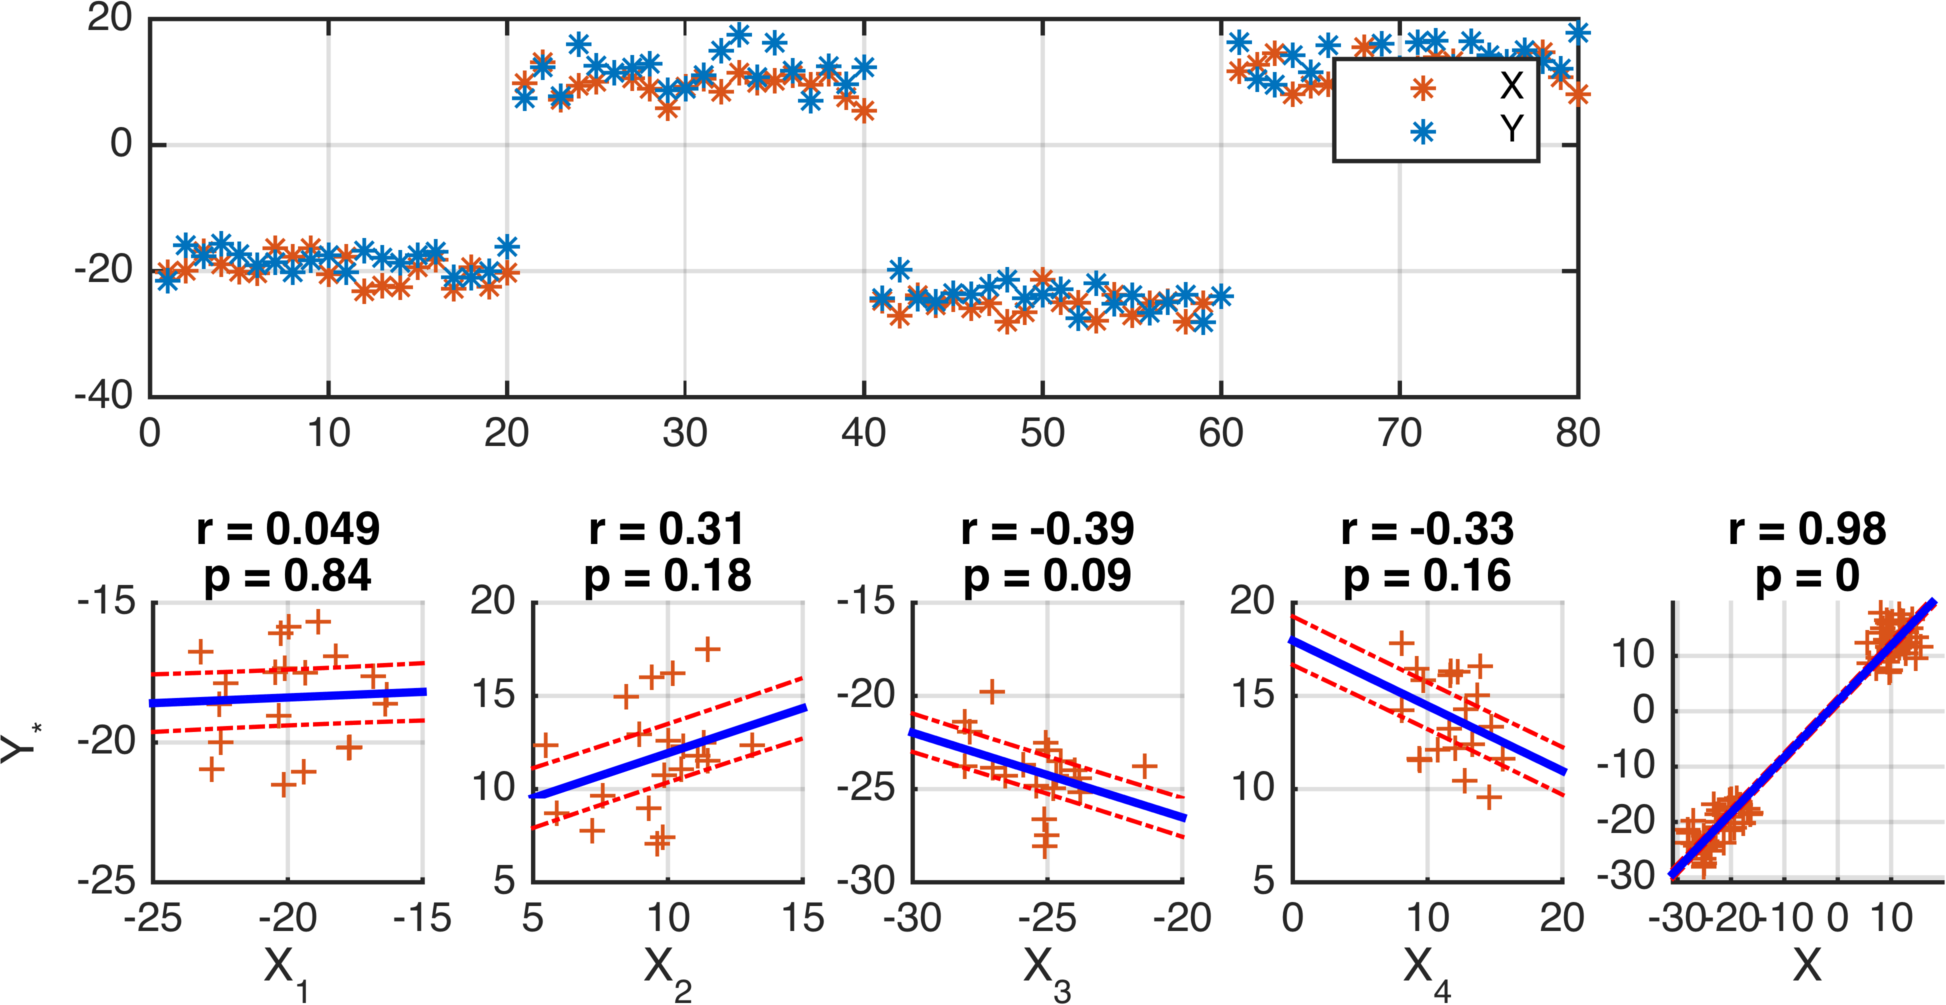 20
0
-20
-40
0 10 20 30 40 50 60 70 80
X
Y
r = 0.049 r = 0.31 r = -0.39 r = -0.33 r = 0.98
p = 0.84 p = 0.18 p = 0.09 p = 0.16 p = 0
-15 20 -15 20
10
15 -20 15 0
Y* -20 -10
10 -25 10
-20
-25 5 -30 5 -30
-25 -20 -15 5 10 15 -30 -25 -20 0 10 20 -30 -20 -10 0 10
X1 X2 X3 X4 X